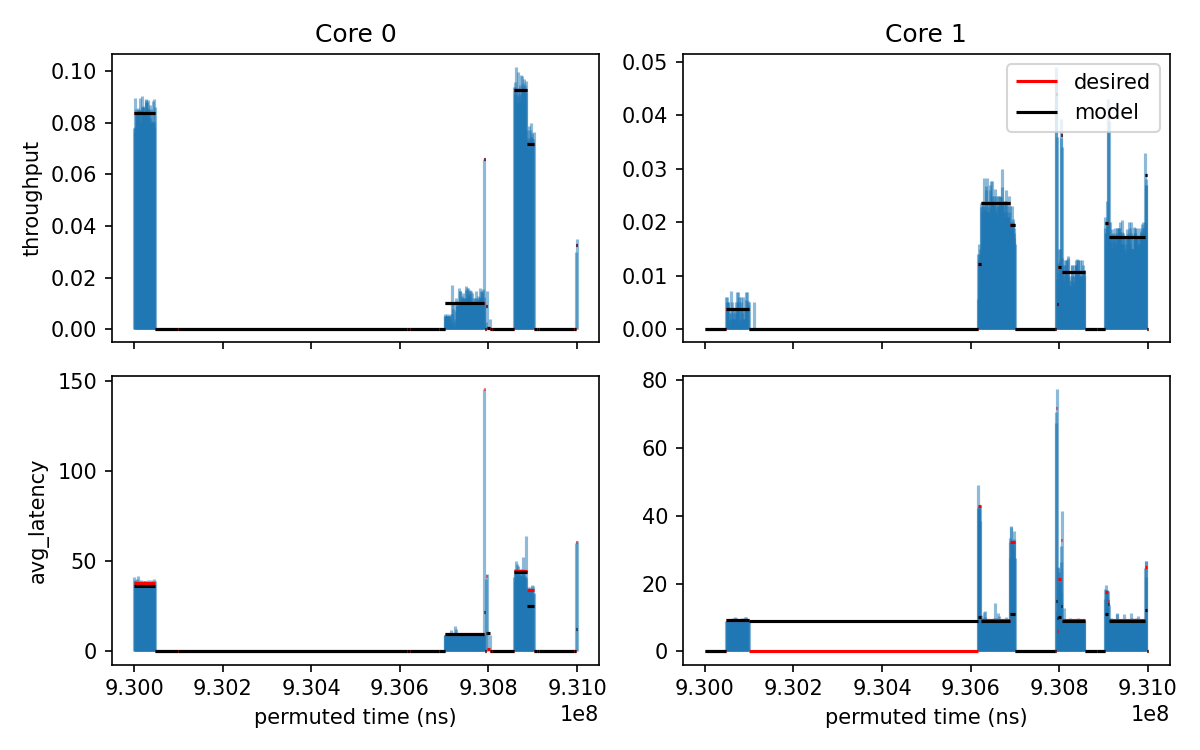 Core 0
Core 1
throughput
0.10
0.08
0.06
0.04
0.02
0.00
0.05
0.04
0.03
0.02
0.01
0.00
desired
model
avg_latency
150
100
50
0
80
60
40
20
0
9.300 9.302 9.304 9.306 9.308 9.310
1e8
permuted time (ns)
9.300 9.302 9.304 9.306 9.308 9.310
1e8
permuted time (ns)